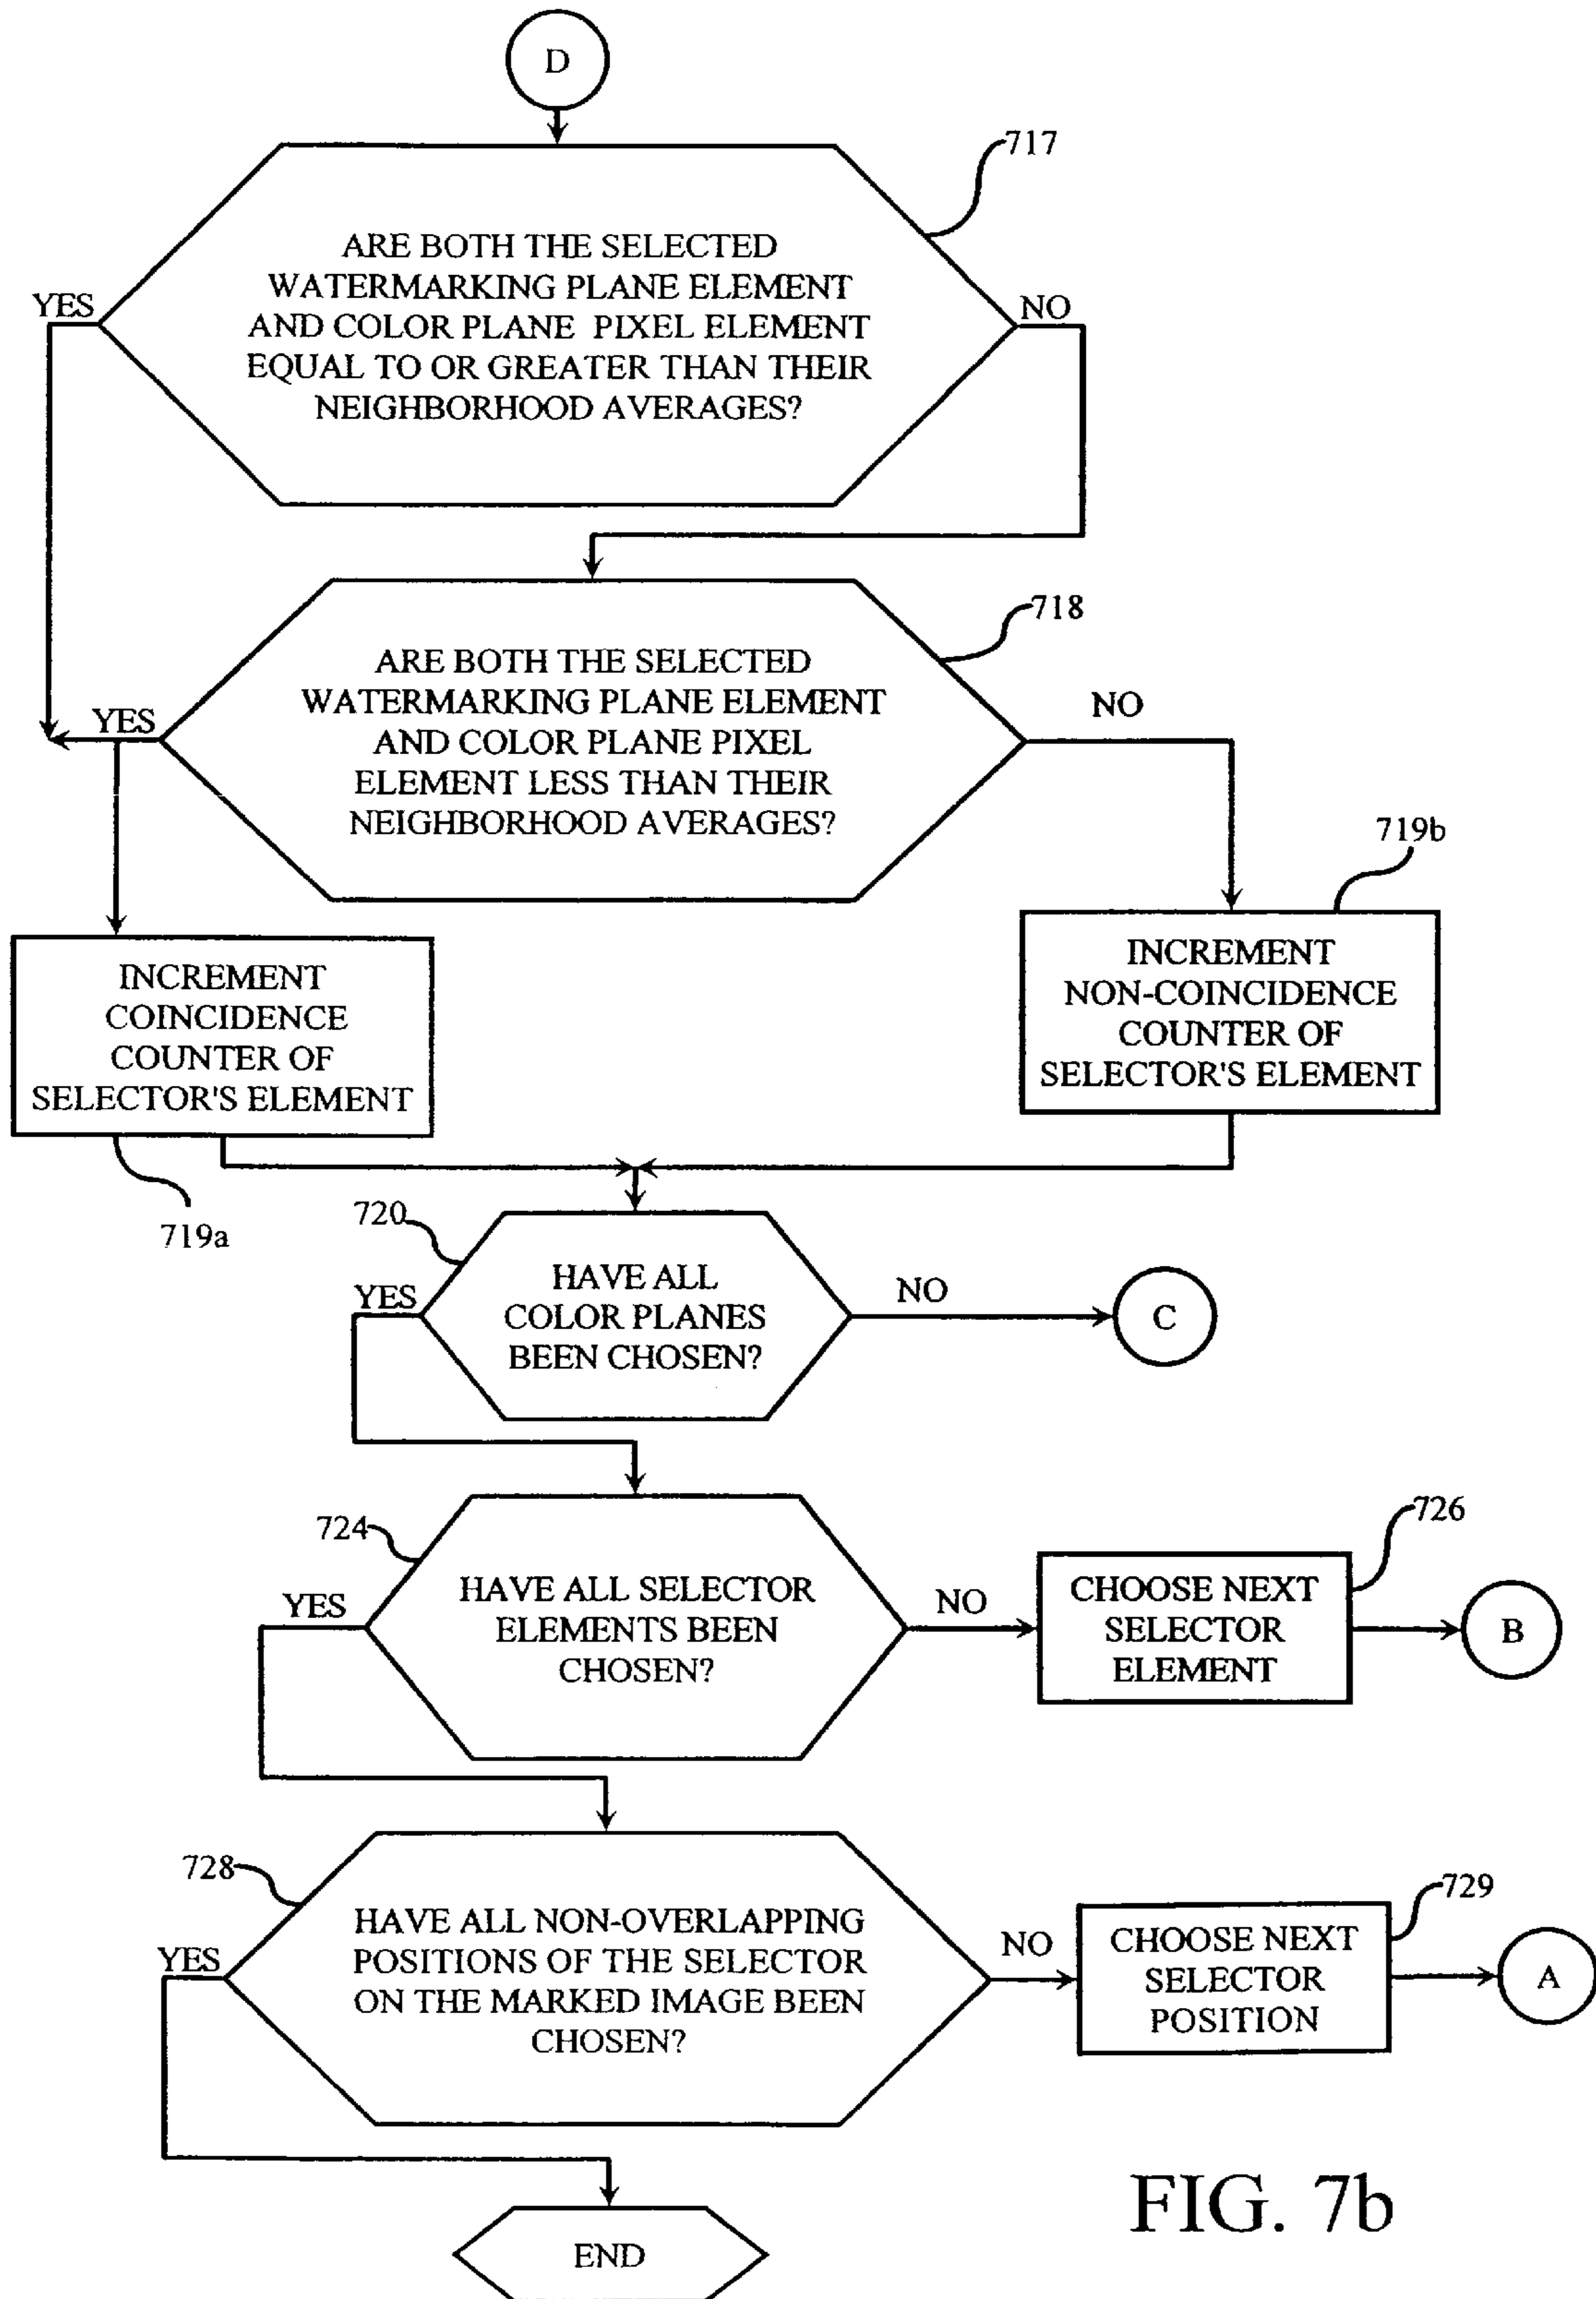 D
717
ARE BOTH THE SELECTED
WATERMARKING PLANE ELEMENT
AND COLOR PLANE PIXEL ELEMENT
EQUAL TO OR GREATER THAN THEIR
NEIGHBORHOOD AVERAGES?
YES
NO
718
ARE BOTH THE SELECTED
WATERMARKING PLANE ELEMENT
AND COLOR PLANE PIXEL
ELEMENT LESS THAN THEIR
NEIGHBORHOOD AVERAGES?
YES
NO
719b
INCREMENT
COINCIDENCE
COUNTER OF
SELECTOR'S ELEMENT
INCREMENT
NON-COINCIDENCE
COUNTER OF
SELECTOR'S ELEMENT
719a
720
HAVE ALL
COLOR PLANES
BEEN CHOSEN?
YES
NO
C
724
HAVE ALL SELECTOR
ELEMENTS BEEN
CHOSEN?
YES
NO
726
CHOOSE NEXT
SELECTOR
ELEMENT
B
728
HAVE ALL NON-OVERLAPPING
POSITIONS OF THE SELECTOR
ON THE MARKED IMAGE BEEN
CHOSEN?
YES
NO
729
CHOOSE NEXT
SELECTOR
POSITION
A
END
FIG. 7b